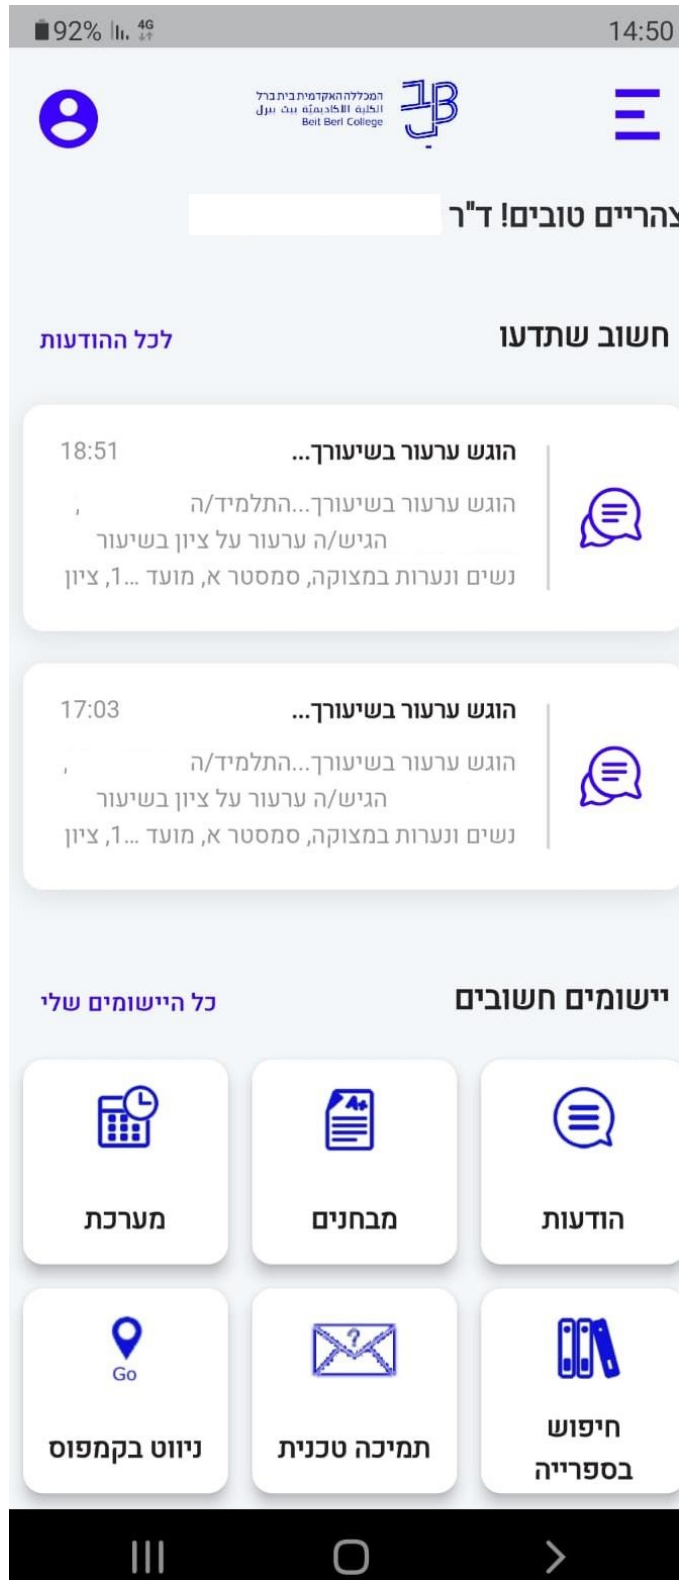 92% 4G 14:50
המכללה האקדמית בית ברל
الكلية الأكاديميّة بيت بيرل
Beit Berl College
צהריים טובים! ד"ר
חשוב שתדעו
לכל ההודעות
הוגש ערעור בשיעורך...
18:51
הוגש ערעור בשיעורך...התלמיד/ה ,
הגיש/ה ערעור על ציון בשיעור
נשים ונערות במצוקה, סמסטר א, מועד ...1, ציון
הוגש ערעור בשיעורך...
17:03
הוגש ערעור בשיעורך...התלמיד/ה ,
הגיש/ה ערעור על ציון בשיעור
נשים ונערות במצוקה, סמסטר א, מועד ...1, ציון
יישומים חשובים
כל היישומים שלי
הודעות
A+
מבחנים
מערכת
חיפוש
בספרייה
?
תמיכה טכנית
Go
ניווט בקמפוס